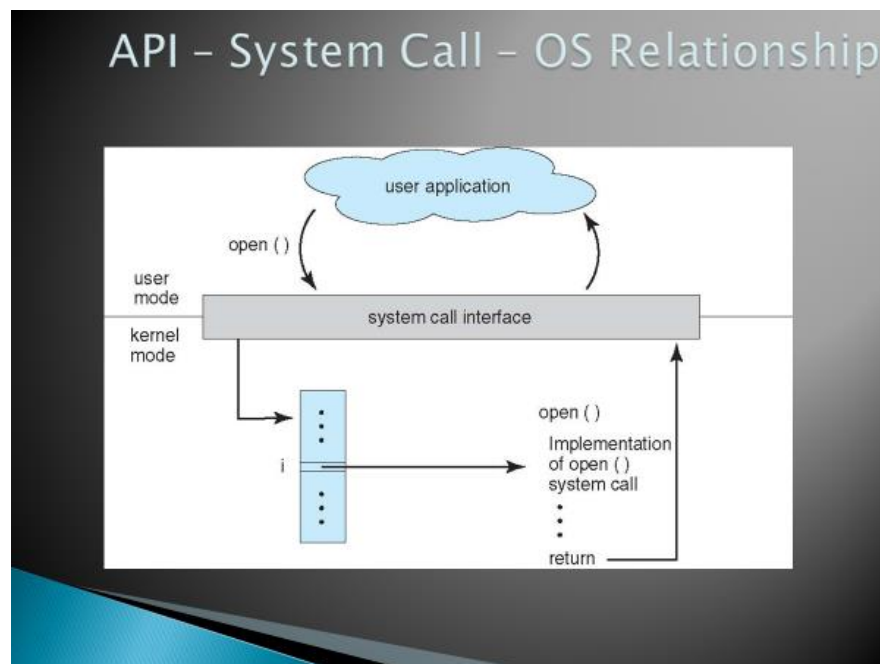 API – System Call – OS Relationship
user application
open ( )
user
mode
system call interface
kernel
mode
open ( )
Implementation
i
of open ( )
system call
return